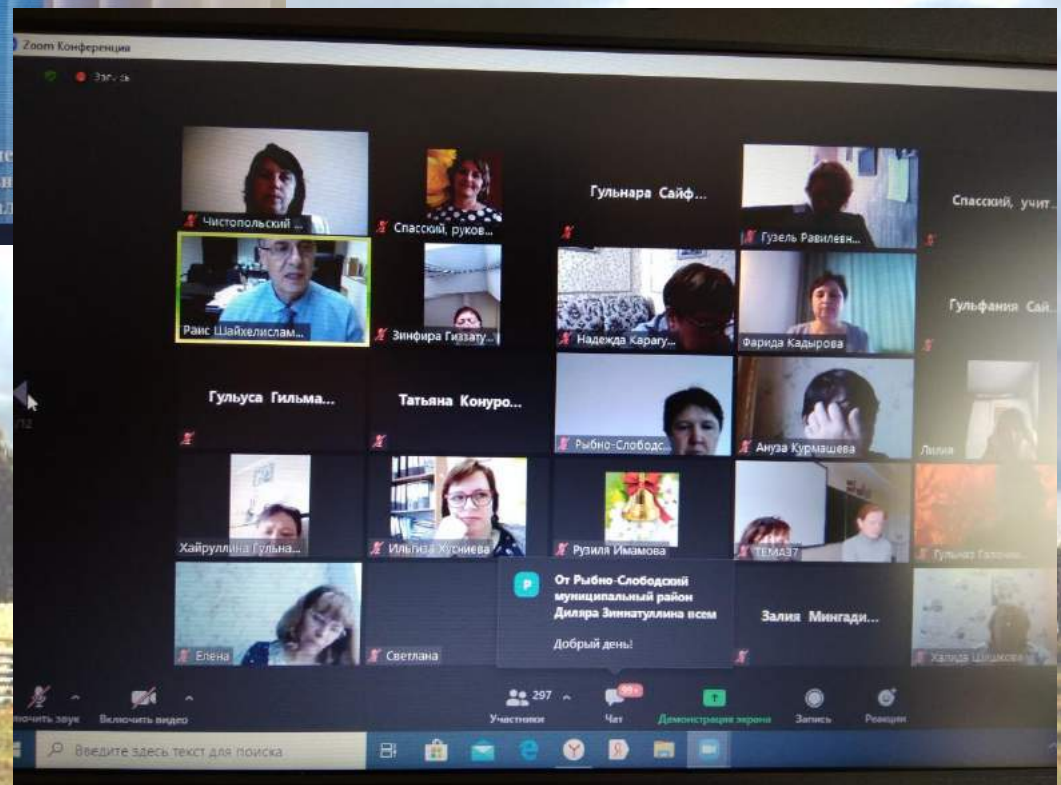 Zoom Конференция
Запись
Чистопольский ...
Спасский, руков...
Гульнара Сайф...
Гузель Равилевн...
Спасский, учит...
Раис Шайхелислам...
Зинфира Гиззату...
Надежда Карагу...
Фарида Кадырова
Гульфания Сай...
Гульуса Гильма...
Татьяна Конуро...
Рыбно-Слободс...
Ануза Курмашева
Лилия
Хайруллина Гульна...
Ильгиза Хусниева
Рузиля Имамова
ТЕМА37
Р
От Рыбно-Слободский
муниципальный район
Диляра Зиннатуллина всем
Добрый день!
Елена
Светлана
Залия Мингади...
Халида Шишкова
297
99+
ключить звук
Включить видео
Участники
Чат
Демонстрация экрана
Запись
Реакции
Введите здесь текст для поиска